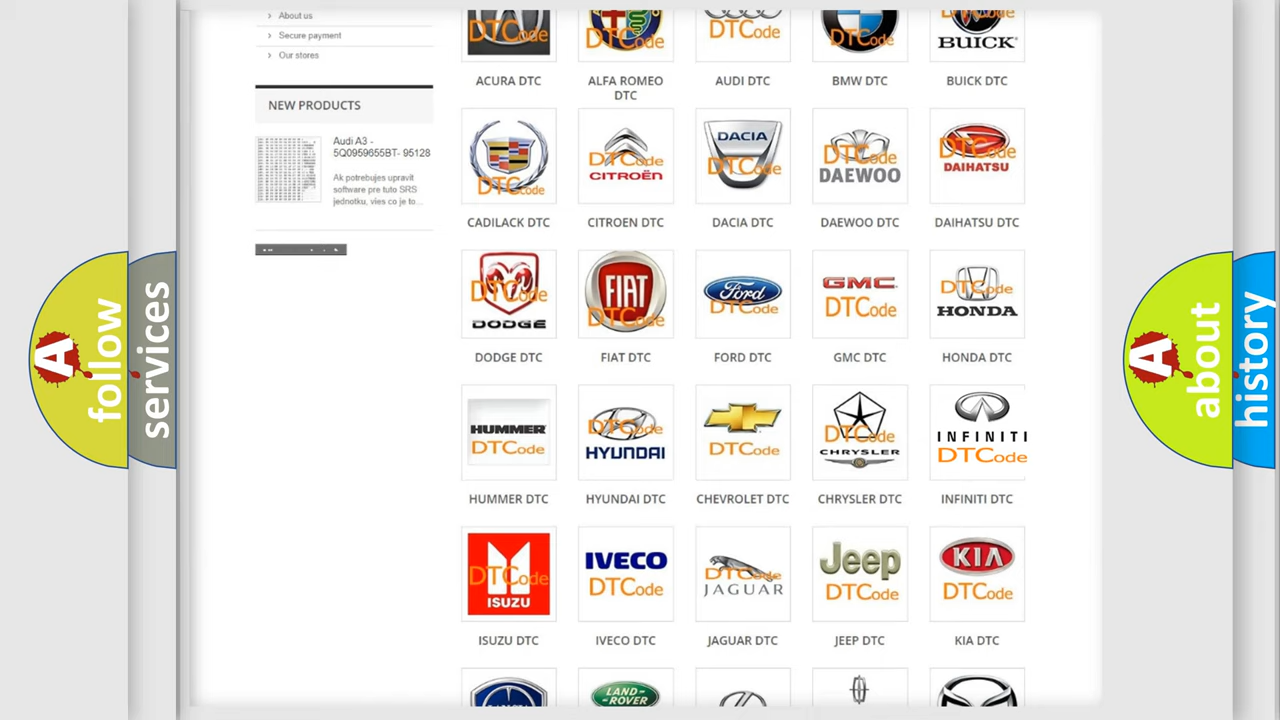 About us
Secure payment
Our stores
NEW PRODUCTS
Audi A3 -
5Q0959655BT- 95128
Ak potrebujes upravit
software pre tuto SRS
jednotku, vies co je to...
DTCode DTCode DTCode DTCode BUICK
ACURA DTC ALFA ROMEO DTC AUDI DTC BMW DTC BUICK DTC
DTCode DTCode CITROËN DACIA DTCode DTCode DAEWOO DTCode DAIHATSU
CADILACK DTC CITROEN DTC DACIA DTC DAEWOO DTC DAIHATSU DTC
DTCode DODGE FIAT DTCode Ford DTCode GMC DTCode DTCode HONDA
DODGE DTC FIAT DTC FORD DTC GMC DTC HONDA DTC
HUMMER DTCode DTCode HYUNDAI DTCode DTCode CHRYSLER INFINITI DTCode
HUMMER DTC HYUNDAI DTC CHEVROLET DTC CHRYSLER DTC INFINITI DTC
DTCode ISUZU IVECO DTCode DTCode JAGUAR Jeep DTCode KIA DTCode
ISUZU DTC IVECO DTC JAGUAR DTC JEEP DTC KIA DTC
LAND-
ROVER
A follow
services
A about
history